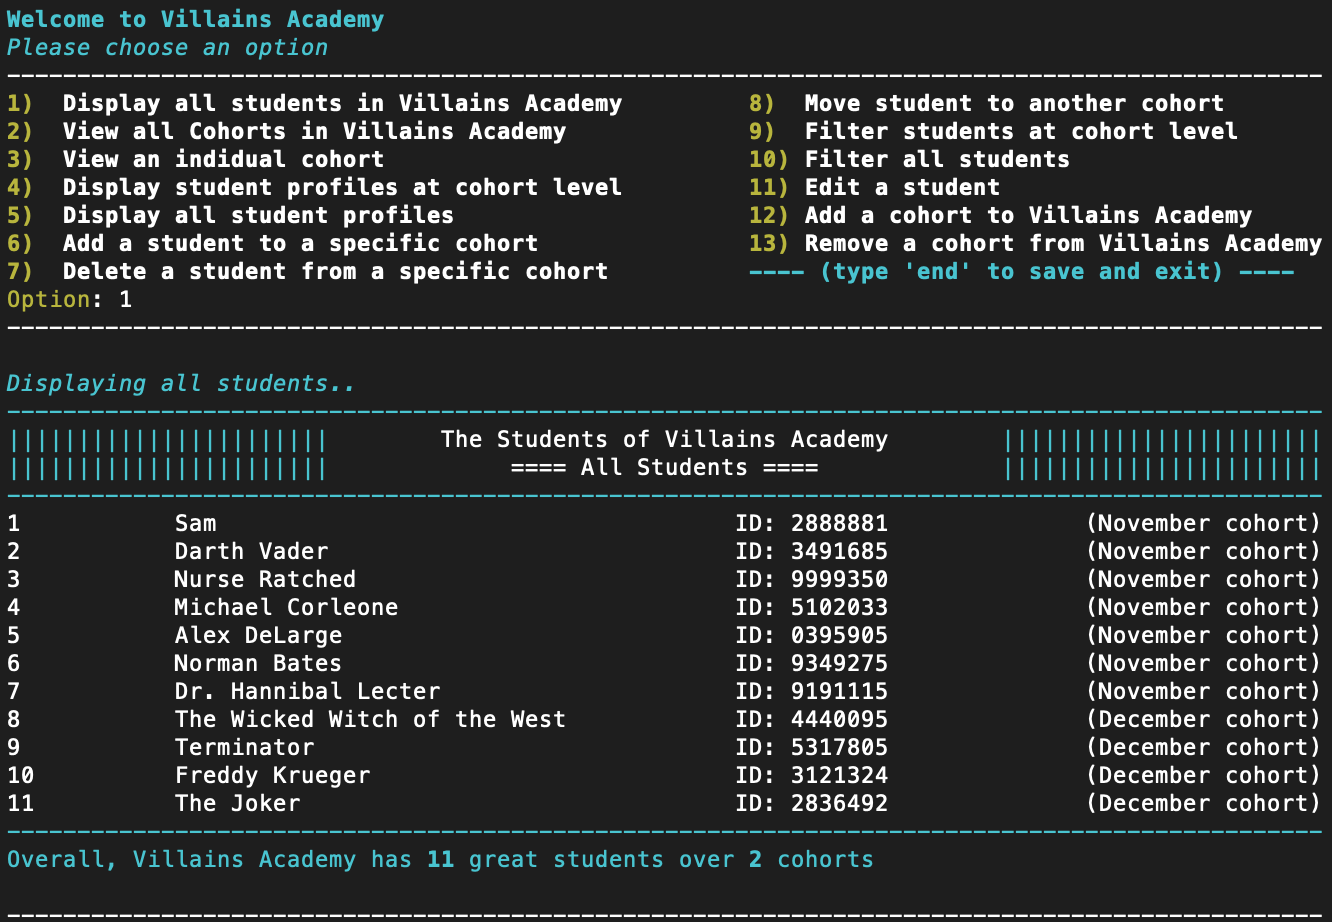 Welcome to Villains Academy
Please choose an option
1) Display all students in Villains Academy 8) Move student to another cohort
2) View all Cohorts in Villains Academy 9) Filter students at cohort level
3) View an indidual cohort 10) Filter all students
4) Display student profiles at cohort level 11) Edit a student
5) Display all student profiles 12) Add a cohort to Villains Academy
6) Add a student to a specific cohort 13) Remove a cohort from Villains Academy
7) Delete a student from a specific cohort ---- (type 'end' to save and exit) ----
Option: 1
Displaying all students..
The Students of Villains Academy
==== All Students ====
1 Sam ID: 2888881 (November cohort)
2 Darth Vader ID: 3491685 (November cohort)
3 Nurse Ratched ID: 9999350 (November cohort)
4 Michael Corleone ID: 5102033 (November cohort)
5 Alex DeLarge ID: 0395905 (November cohort)
6 Norman Bates ID: 9349275 (November cohort)
7 Dr. Hannibal Lecter ID: 9191115 (November cohort)
8 The Wicked Witch of the West ID: 4440095 (December cohort)
9 Terminator ID: 5317805 (December cohort)
10 Freddy Krueger ID: 3121324 (December cohort)
11 The Joker ID: 2836492 (December cohort)
Overall, Villains Academy has 11 great students over 2 cohorts